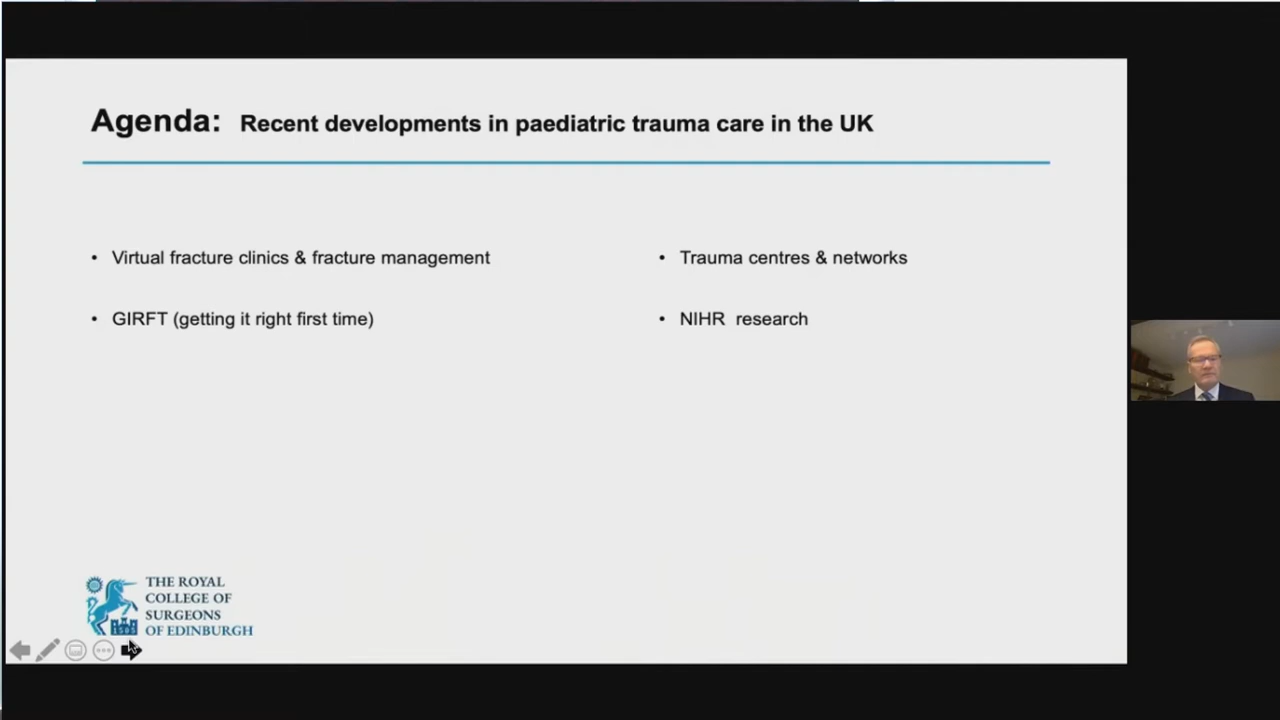 Agenda: Recent developments in paediatric trauma care in the UK
• Virtual fracture clinics & fracture management
• GIRFT (getting it right first time)
• Trauma centres & networks
• NIHR research
THE ROYAL
COLLEGE OF
SURGEONS
OF EDINBURGH